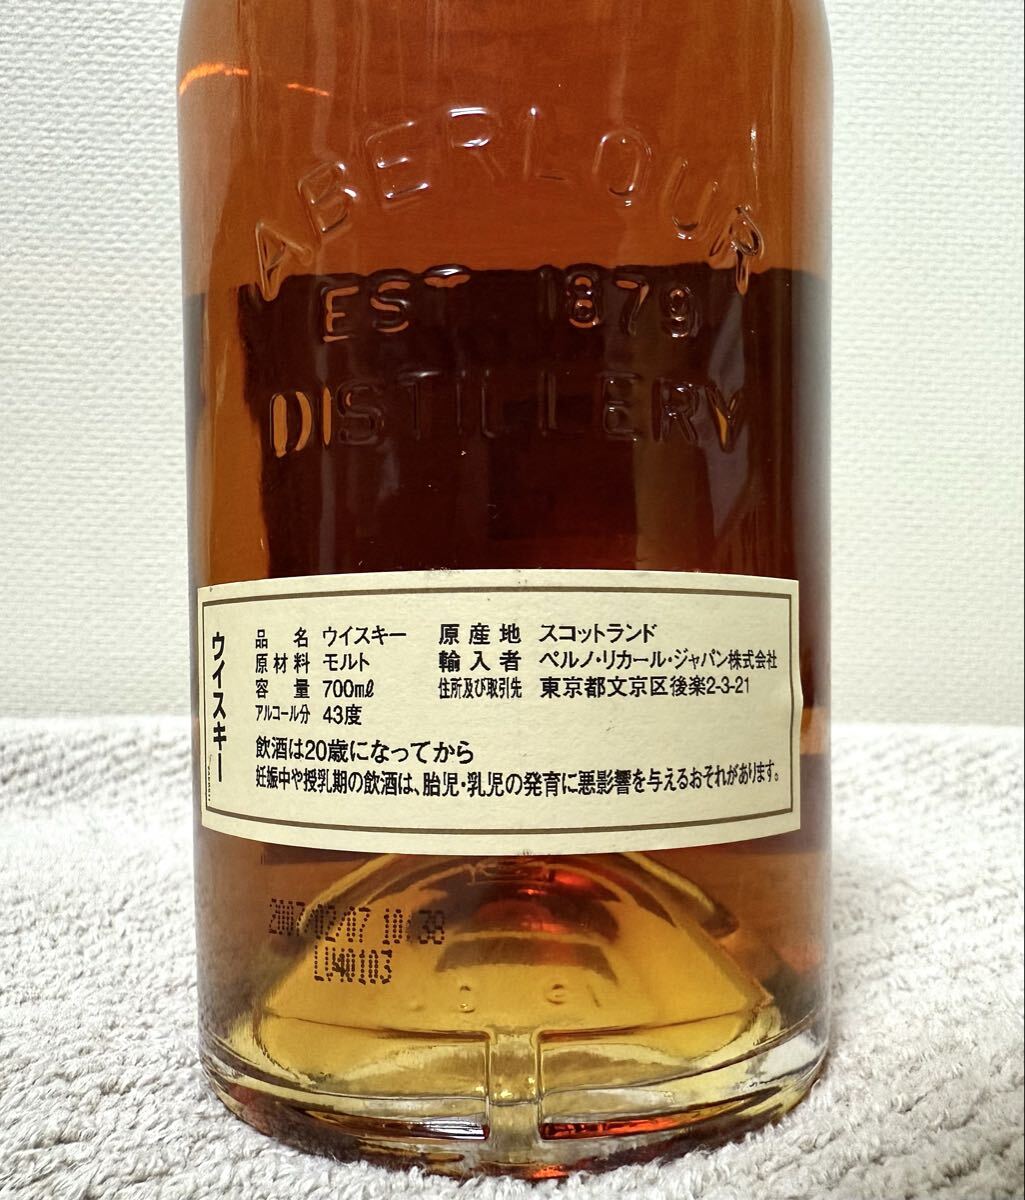 ABERLOUR
EST 1879
DISTILLERY
ウイスキー
品名 ウイスキー
原材料 モルト
容量 700mℓ
アルコール分 43度
原産地 スコットランド
輸入者 ペルノ・リカール・ジャパン株式会社
住所及び取引先 東京都文京区後楽2-3-21
飲酒は20歳になってから
妊娠中や授乳期の飲酒は、胎児・乳児の発育に悪影響を与えるおそれがあります。
2007/02/07 10:38